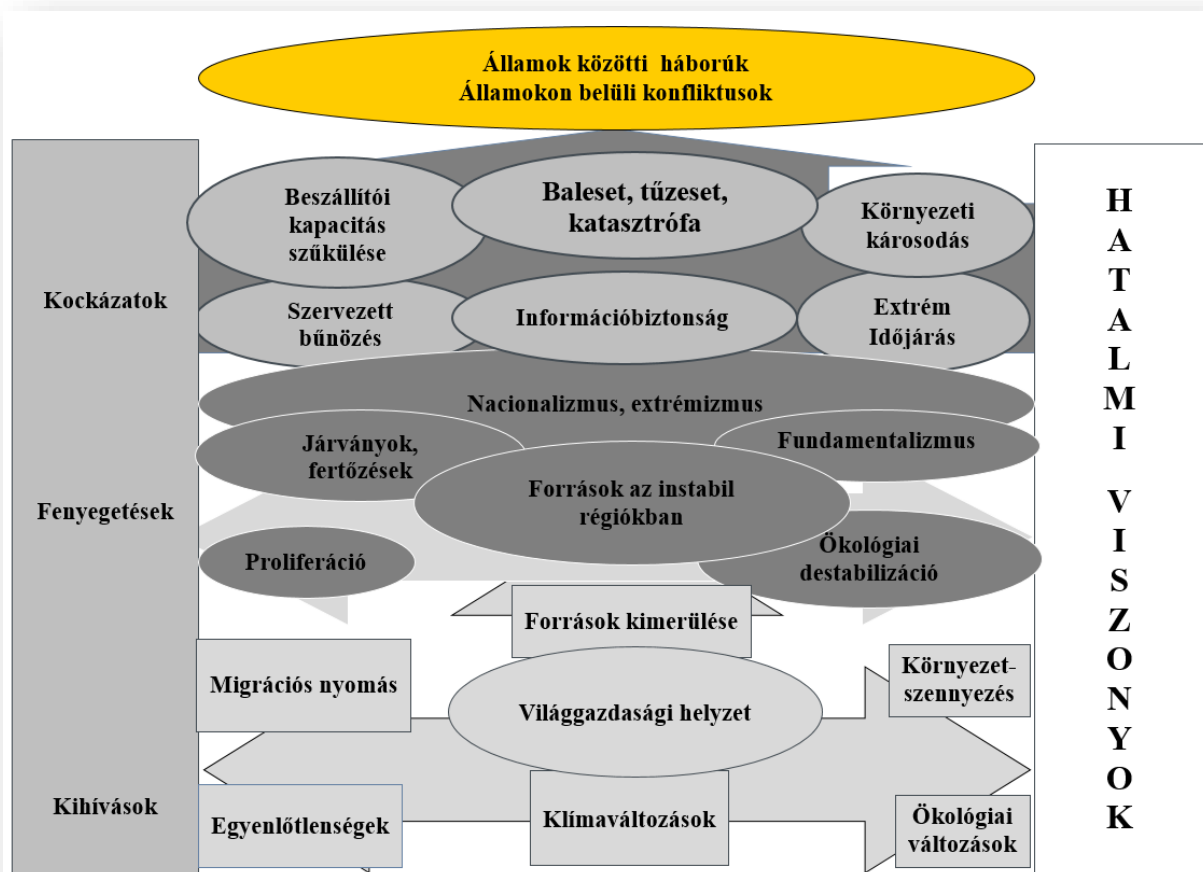 Államok közötti háborúk
Államokon belüli konfliktusok
Kockázatok
Beszállítói
kapacitás
szűkülése
Baleset, tűzeset,
katasztrófa
Környezeti
károsodás
Szervezett
bűnözés
Információbiztonság
Extrém
Időjárás
Fenyegetések
Nacionalizmus, extrémizmus
Járványok,
fertőzések
Fundamentalizmus
Források az instabil
régiókban
Proliferáció
Ökológiai
destabilizáció
Kihívások
Források kimerülése
Migrációs nyomás
Világgazdasági helyzet
Környezet-
szennyezés
Egyenlőtlenségek
Klímaváltozások
Ökológiai
változások
H
A
T
A
L
M
I
V
I
S
Z
O
N
Y
O
K